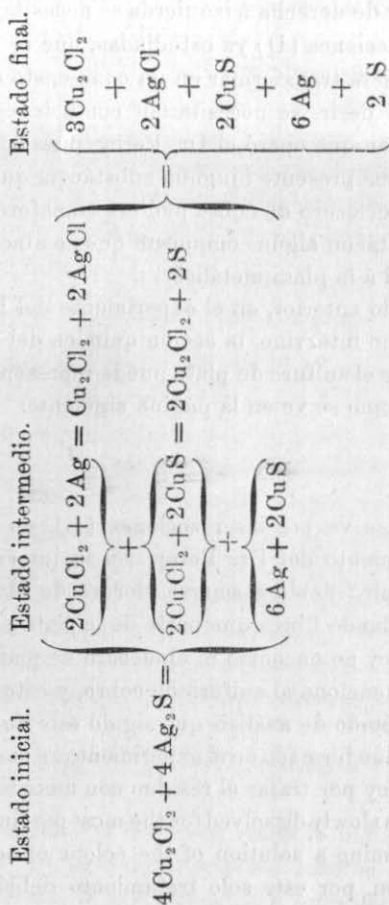 Estado inicial. Estado intermedio. Estado final.
4Cu₂Cl₂ + 4Ag₂S =
2CuCl₂ + 2Ag = Cu₂Cl + 2AgCl
+
2CuCl₂ + 2CuS = 2Cu₂Cl₂ + 2S
+
6Ag + 2CuS
=
3Cu₂Cl₂
+
2AgCl
+
2CuS
+
6Ag
+
2S